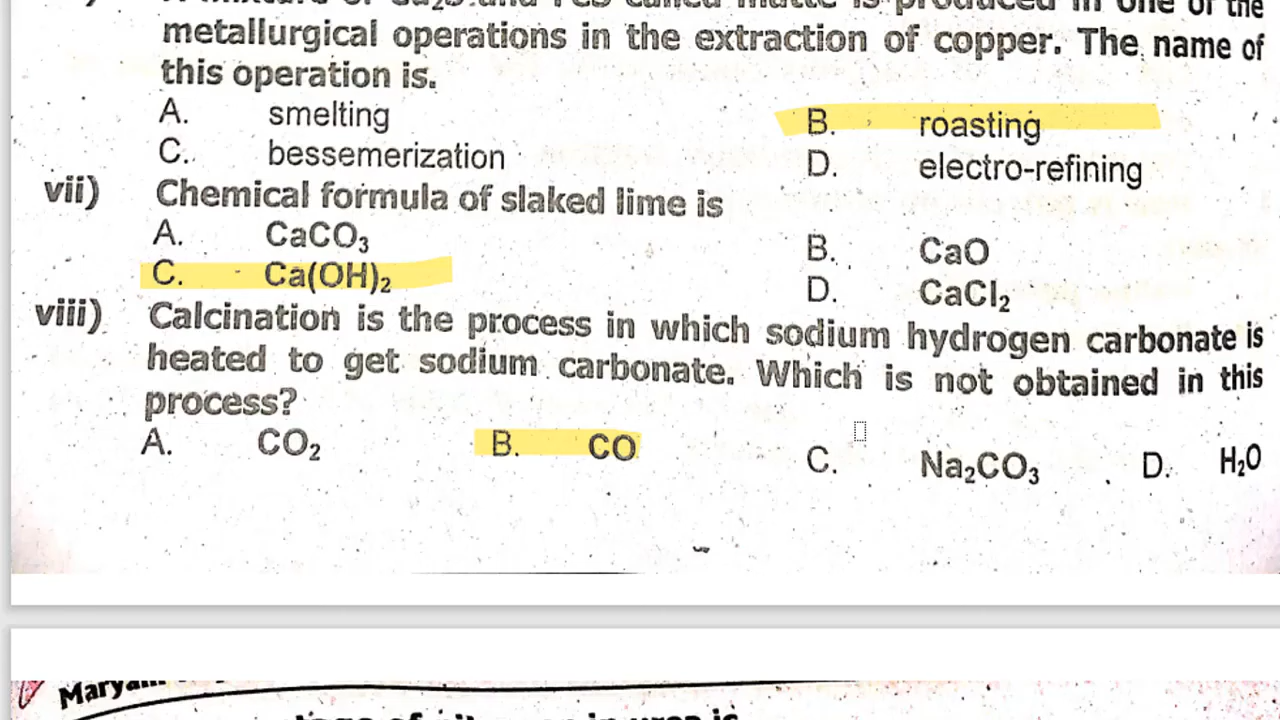 metallurgical operations in the extraction of copper. The name of
this operation is.
A. smelting B. roasting
C. bessemerization D. electro-refining
vii) Chemical formula of slaked lime is
A. CaCO₃ B. CaO
C. Ca(OH)₂ D. CaCl₂
viii) Calcination is the process in which sodium hydrogen carbonate is
heated to get sodium carbonate. Which is not obtained in this
process?
A. CO₂ B. CO C. Na₂CO₃ D. H₂O
in urea is